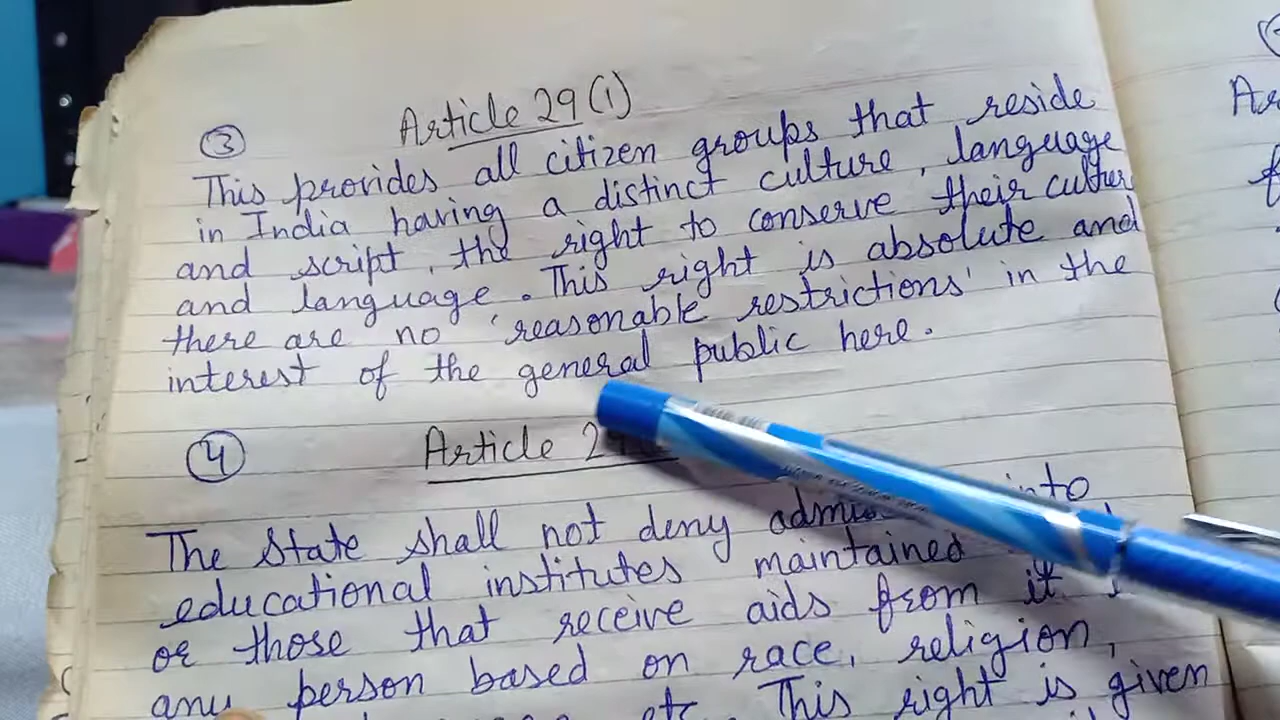 ③ Article 29(1)
This provides all citizen groups that reside
in India having a distinct culture, language
and script, the right to conserve their culture
and language. This right is absolute and
there are no 'reasonable restrictions' in the
interest of the general public here.
④ Article
The State shall not deny into
educational institutes maintained
or those that receive aids from it
any person based on race, religion,
etc. This right is given